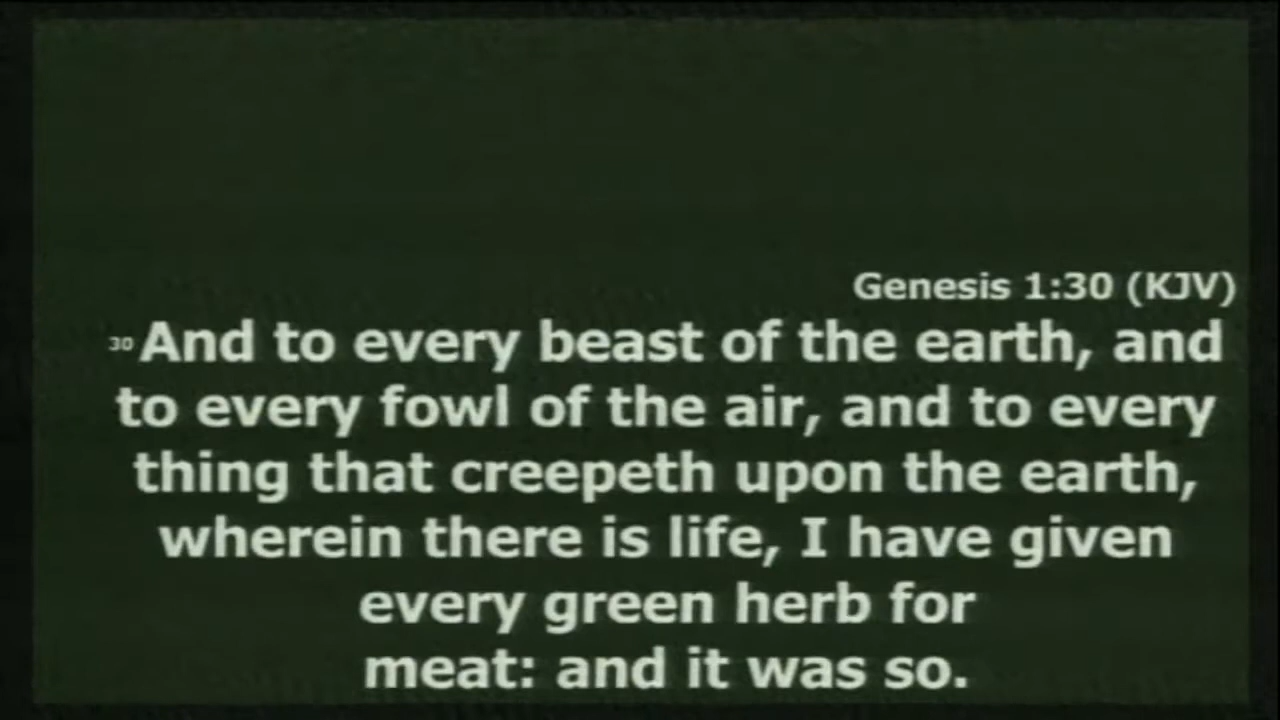 Genesis 1:30 (KJV)
30 And to every beast of the earth, and
to every fowl of the air, and to every
thing that creepeth upon the earth,
wherein there is life, I have given
every green herb for
meat: and it was so.